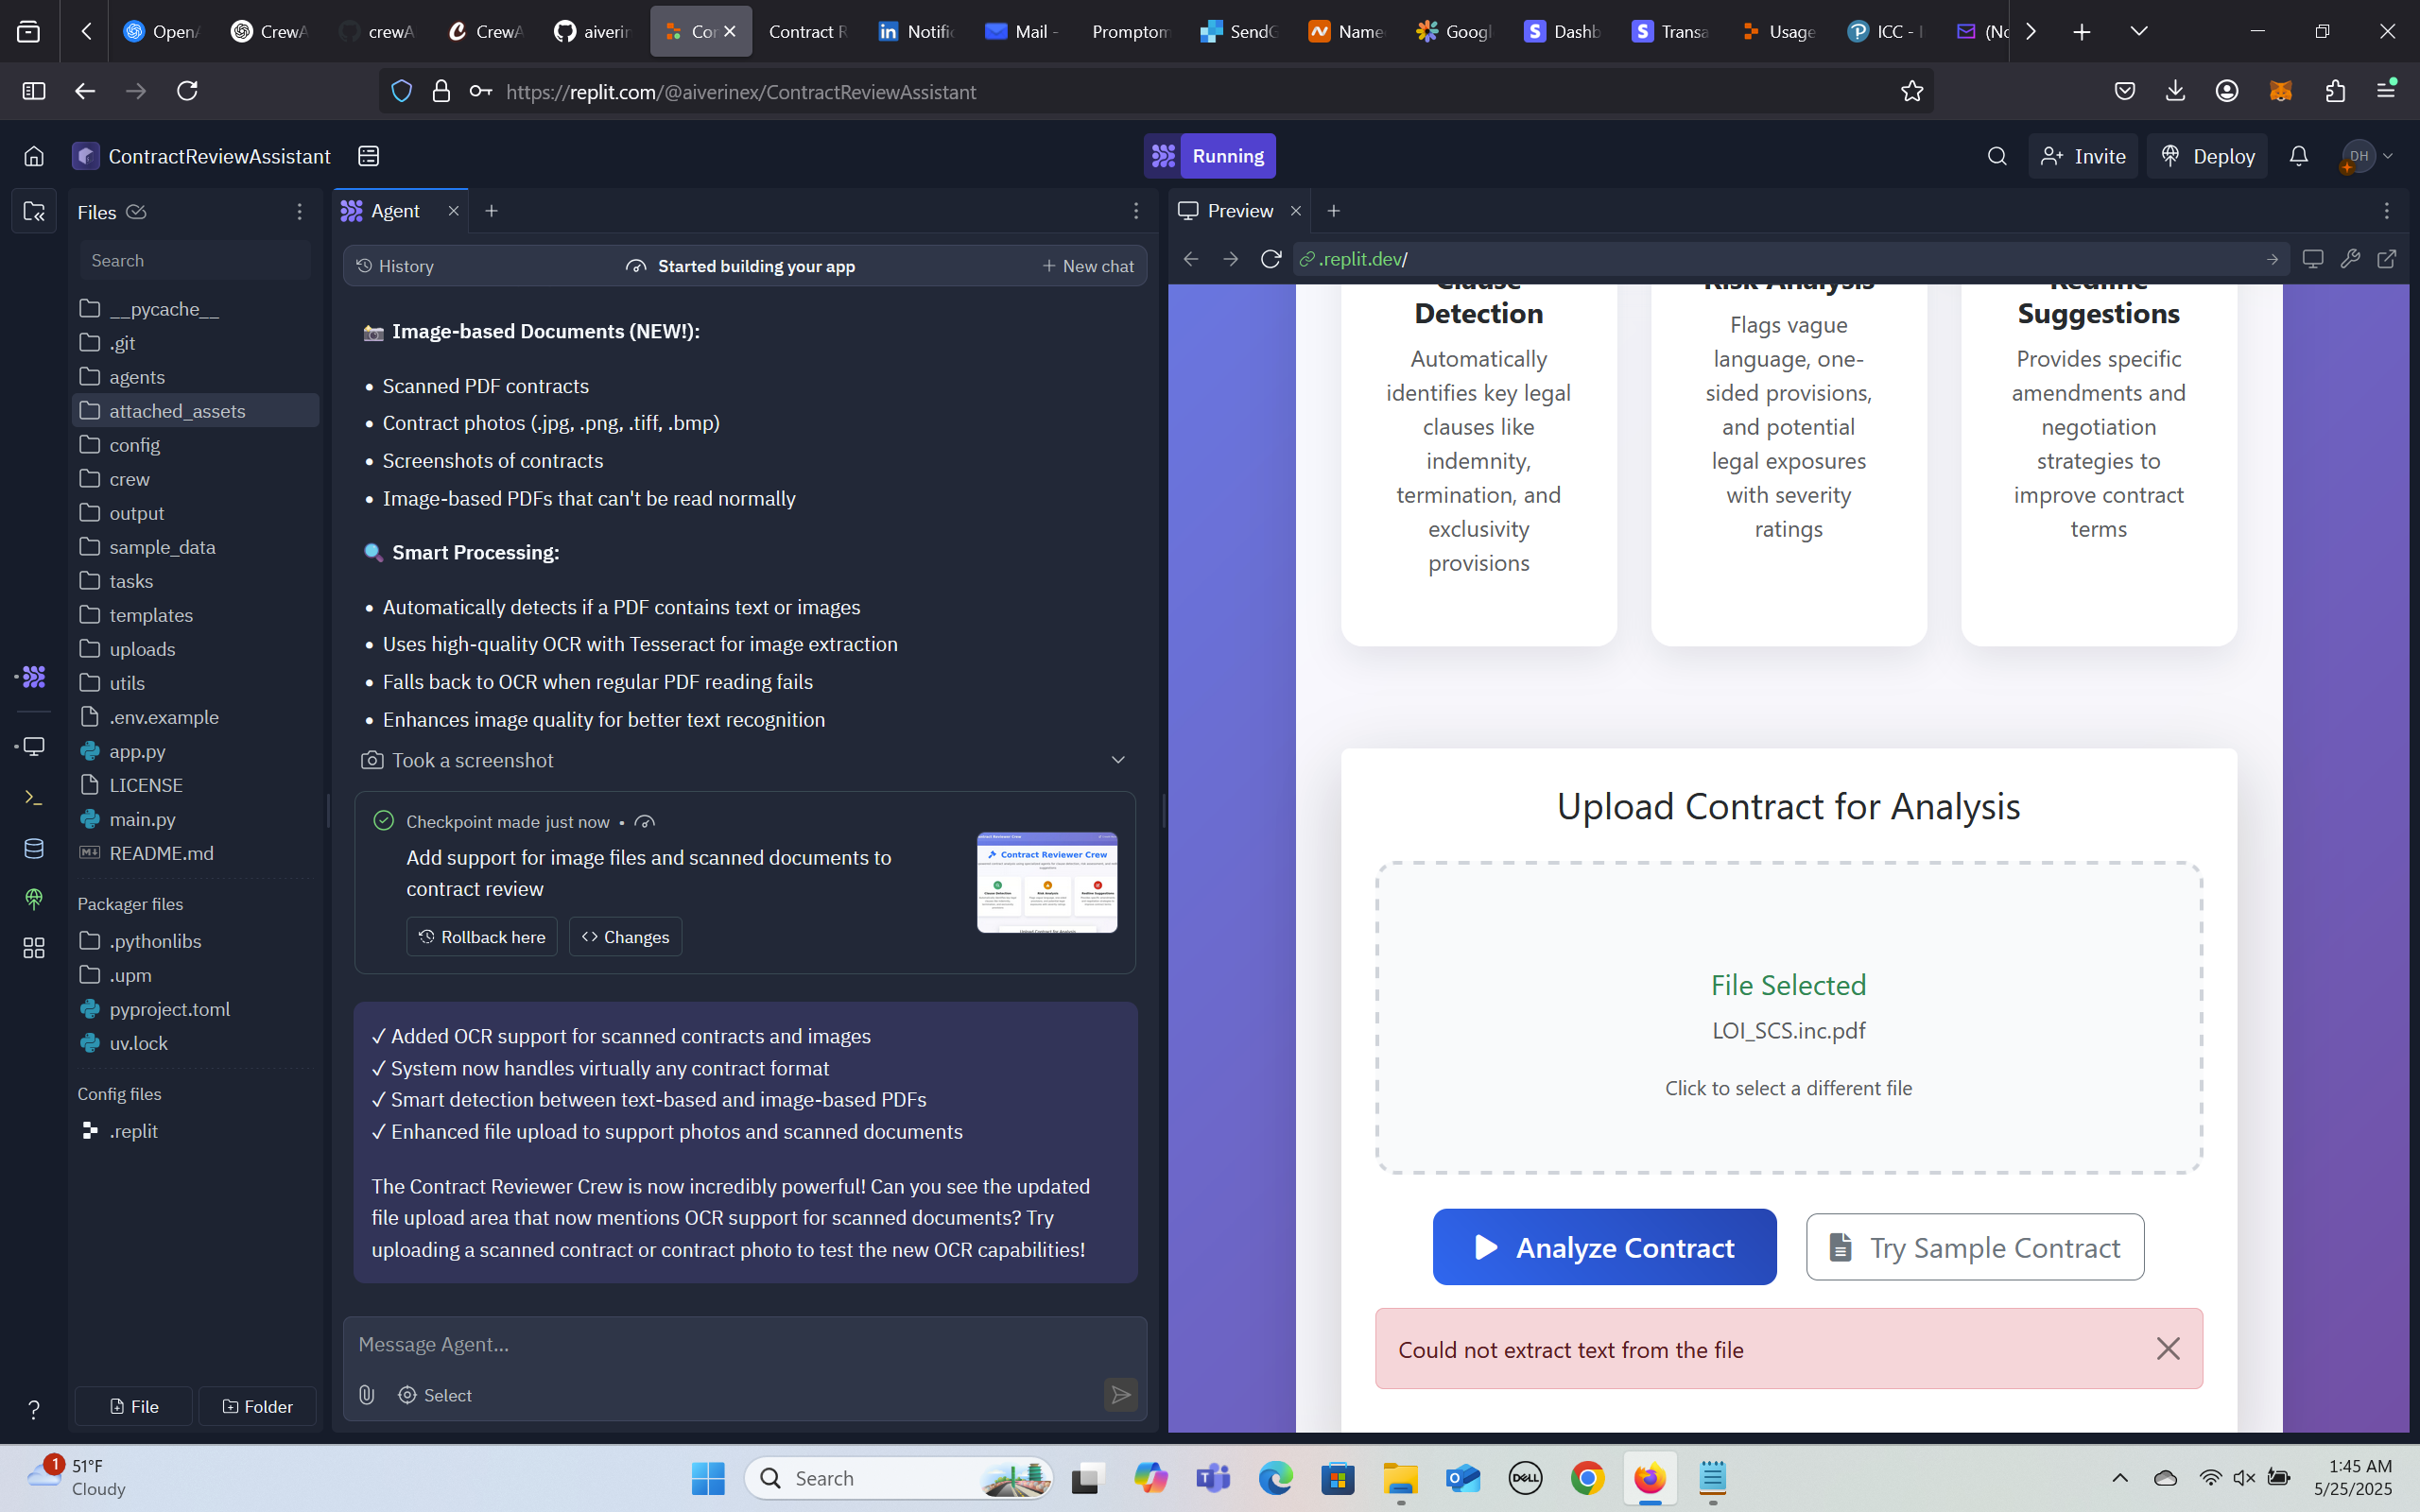 OpenA
CrewA
crewA
CrewA
aiverin
Cor
Contract R
Notific
Mail -
Promptom
SendG
Name
Googl
Dashb
Transa
Usage
ICC - I
(No
https://replit.com/@aiverinex/ContractReviewAssistant
ContractReviewAssistant
Running
Invite
Deploy
DH
Files
Search
__pycache__
.git
agents
attached_assets
config
crew
output
sample_data
tasks
templates
uploads
utils
.env.example
app.py
LICENSE
main.py
README.md
Packager files
.pythonlibs
.upm
pyproject.toml
uv.lock
Config files
.replit
File
Folder
Agent
History
Started building your app
New chat
Image-based Documents (NEW!):
• Scanned PDF contracts
• Contract photos (.jpg, .png, .tiff, .bmp)
• Screenshots of contracts
• Image-based PDFs that can't be read normally
Smart Processing:
• Automatically detects if a PDF contains text or images
• Uses high-quality OCR with Tesseract for image extraction
• Falls back to OCR when regular PDF reading fails
• Enhances image quality for better text recognition
Took a screenshot
Checkpoint made just now •
Add support for image files and scanned documents to
contract review
Contract Reviewer Crew
Rollback here
Changes
✓ Added OCR support for scanned contracts and images
✓ System now handles virtually any contract format
✓ Smart detection between text-based and image-based PDFs
✓ Enhanced file upload to support photos and scanned documents
The Contract Reviewer Crew is now incredibly powerful! Can you see the updated
file upload area that now mentions OCR support for scanned documents? Try
uploading a scanned contract or contract photo to test the new OCR capabilities!
Message Agent...
Select
Preview
.replit.dev/
Clause
Detection
Automatically
identifies key legal
clauses like
indemnity,
termination, and
exclusivity
provisions
Risk Analysis
Flags vague
language, one-
sided provisions,
and potential
legal exposures
with severity
ratings
Redline
Suggestions
Provides specific
amendments and
negotiation
strategies to
improve contract
terms
Upload Contract for Analysis
File Selected
LOI_SCS.inc.pdf
Click to select a different file
Analyze Contract
Try Sample Contract
Could not extract text from the file
1
51°F
Cloudy
Search
DELL
1:45 AM
5/25/2025